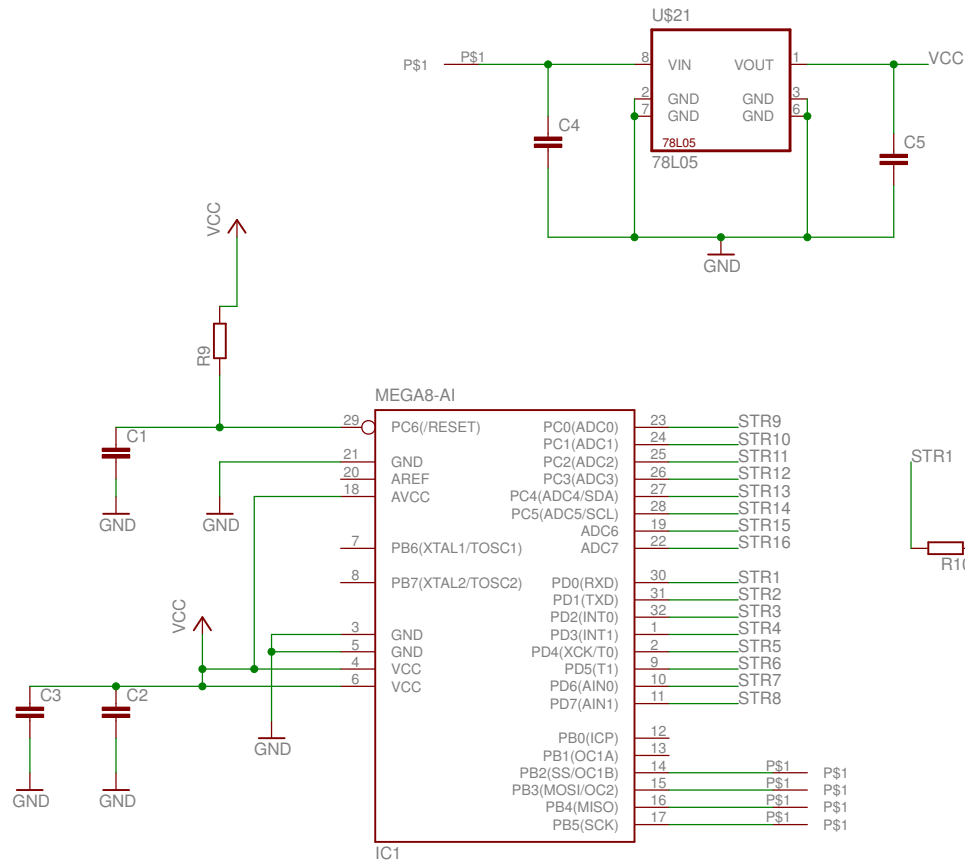 U$21
P$1 P$1 8 VIN VOUT 1 VCC
2 GND GND 3
7 GND GND 6
C4
C5
78L05
78L05
GND
VCC
R9
MEGA8-AI
C1
29 PC6(/RESET) PC0(ADC0) 23 STR9
PC1(ADC1) 24 STR10
21 GND PC2(ADC2) 25 STR11
20 AREF PC3(ADC3) 26 STR12
18 AVCC PC4(ADC4/SDA) 27 STR13
PC5(ADC5/SCL) 28 STR14
GND GND ADC6 19 STR15
7 PB6(XTAL1/TOSC1) ADC7 22 STR16
STR1
R10
8 PB7(XTAL2/TOSC2) PD0(RXD) 30 STR1
PD1(TXD) 31 STR2
VCC
PD2(INT0) 32 STR3
3 GND PD3(INT1) 1 STR4
5 GND PD4(XCK/T0) 2 STR5
4 VCC PD5(T1) 9 STR6
6 VCC PD6(AIN0) 10 STR7
C3 C2
PD7(AIN1) 11 STR8
GND
PB0(ICP) 12
PB1(OC1A) 13
PB2(SS/OC1B) 14 P$1 P$1
PB3(MOSI/OC2) 15 P$1 P$1
GND GND
PB4(MISO) 16 P$1 P$1
PB5(SCK) 17 P$1 P$1
IC1